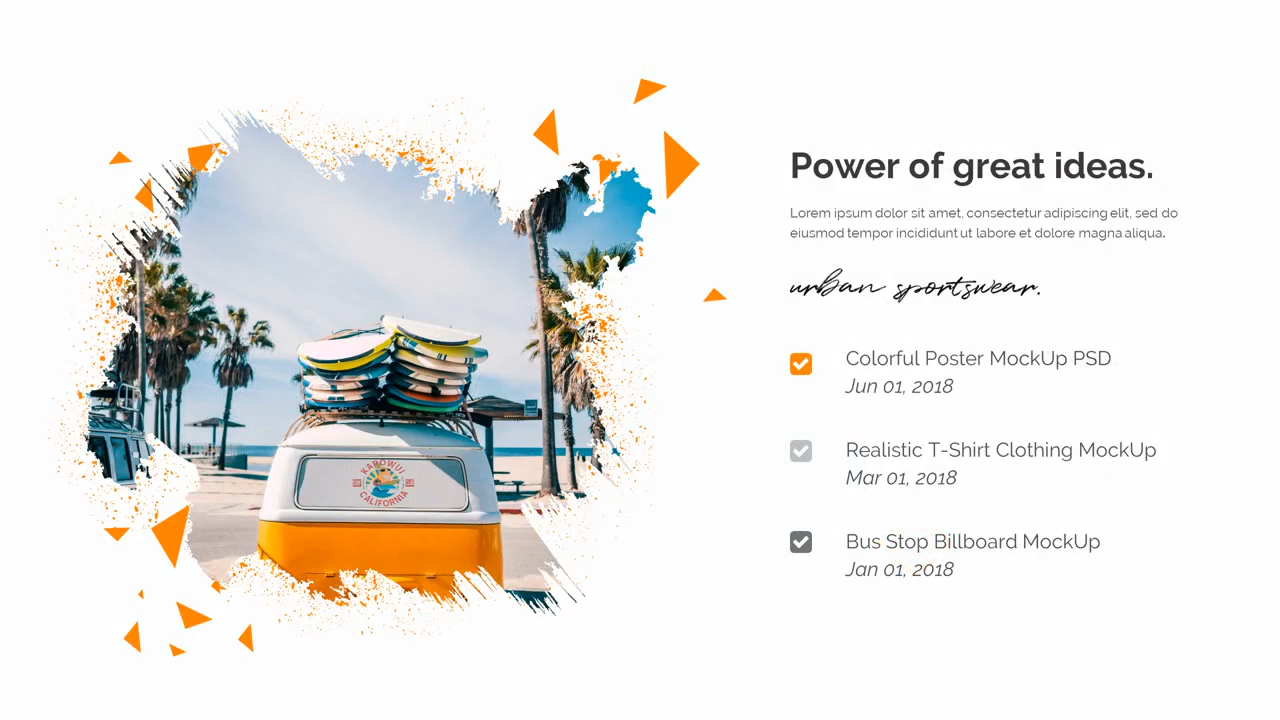 Power of great ideas.
Lorem ipsum dolor sit amet, consectetur adipiscing elit, sed do
eiusmod tempor incididunt ut labore et dolore magna aliqua.
urban sportswear.
Colorful Poster MockUp PSD
Jun 01, 2018
Realistic T-Shirt Clothing MockUp
Mar 01, 2018
Bus Stop Billboard MockUp
Jan 01, 2018
KAROWUJ
CALIFORNIA